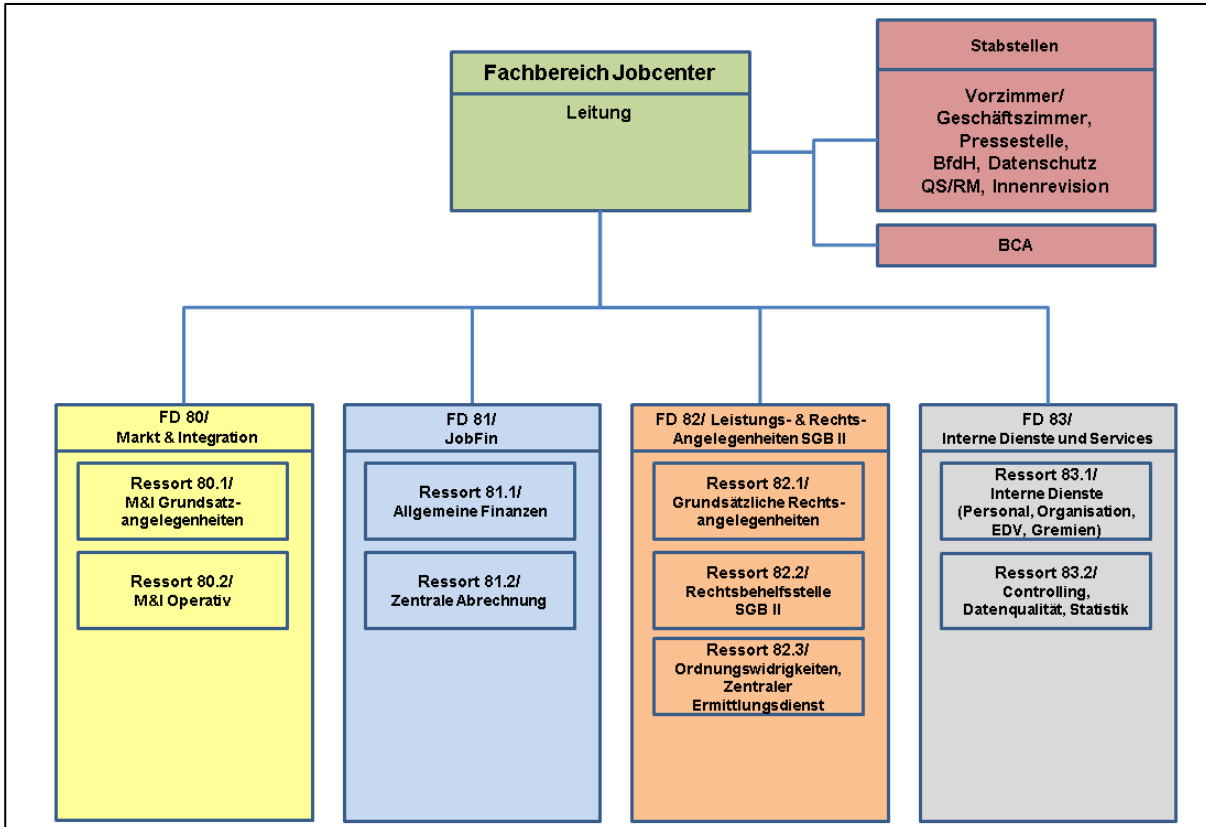 Fachbereich Jobcenter
Leitung
Stabstellen
Vorzimmer/
Geschäftszimmer,
Pressestelle,
BfdH, Datenschutz
QS/RM, Innenrevision
BCA
FD 80/
Markt & Integration
Ressort 80.1/
M&I Grundsatz-
angelegenheiten
Ressort 80.2/
M&I Operativ
FD 81/
JobFin
Ressort 81.1/
Allgemeine Finanzen
Ressort 81.2/
Zentrale Abrechnung
FD 82/ Leistungs- & Rechts-
Angelegenheiten SGB II
Ressort 82.1/
Grundsätzliche Rechts-
angelegenheiten
Ressort 82.2/
Rechtsbehelfsstelle
SGB II
Ressort 82.3/
Ordnungswidrigkeiten,
Zentraler
Ermittlungsdienst
FD 83/
Interne Dienste und Services
Ressort 83.1/
Interne Dienste
(Personal, Organisation,
EDV, Gremien)
Ressort 83.2/
Controlling,
Datenqualität, Statistik